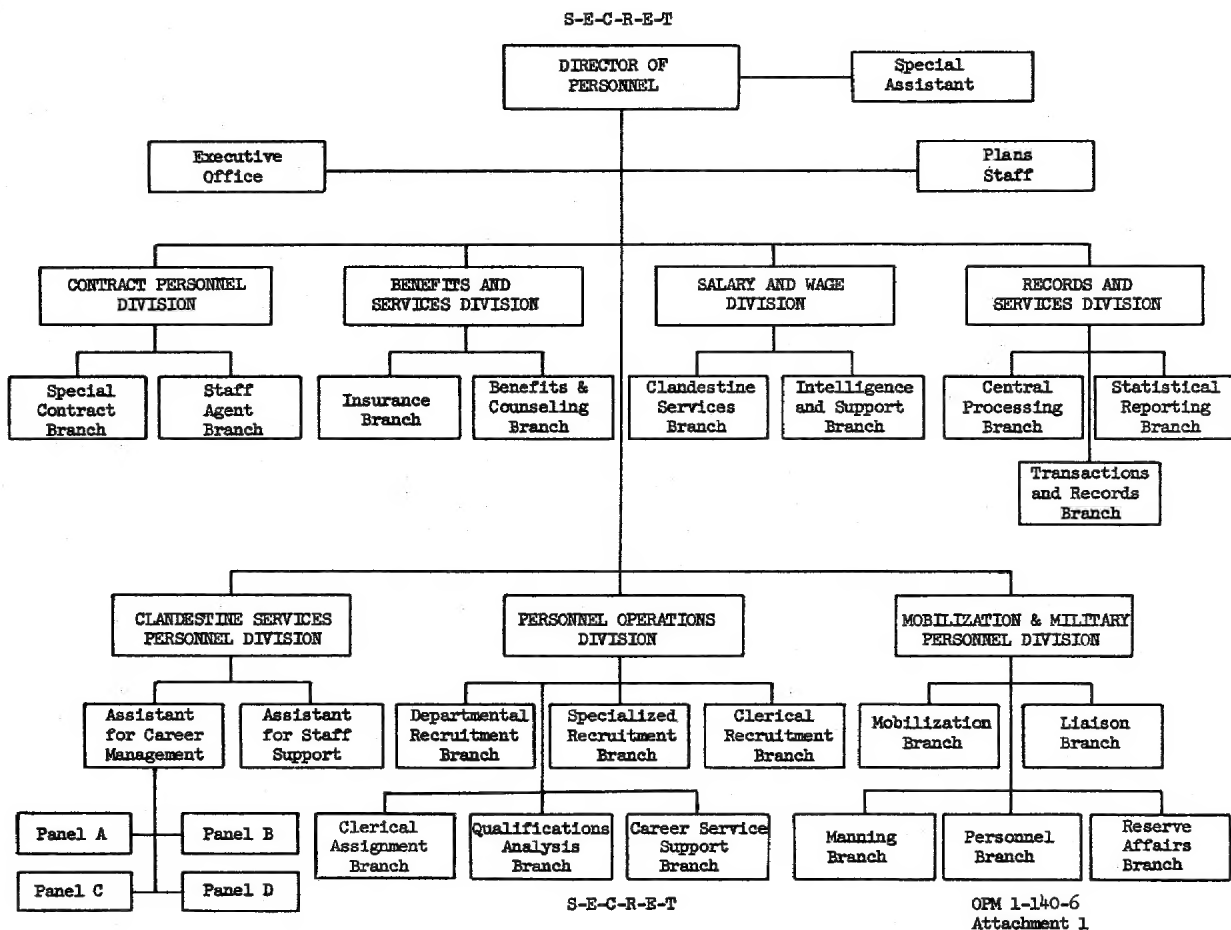 S-E-C-R-E-T
DIRECTOR OF
PERSONNEL
Special
Assistant
Executive
Office
Plans
Staff
CONTRACT PERSONNEL
DIVISION
BENEFITS AND
SERVICES DIVISION
SALARY AND WAGE
DIVISION
RECORDS AND
SERVICES DIVISION
Special
Contract
Branch
Staff
Agent
Branch
Insurance
Branch
Benefits &
Counseling
Branch
Clandestine
Services
Branch
Intelligence
and Support
Branch
Central
Processing
Branch
Statistical
Reporting
Branch
Transactions
and Records
Branch
CLANDESTINE SERVICES
PERSONNEL DIVISION
PERSONNEL OPERATIONS
DIVISION
MOBILIZATION & MILITARY
PERSONNEL DIVISION
Assistant
for Career
Management
Assistant
for Staff
Support
Departmental
Recruitment
Branch
Specialized
Recruitment
Branch
Clerical
Recruitment
Branch
Mobilization
Branch
Liaison
Branch
Panel A
Panel B
Panel C
Panel D
Clerical
Assignment
Branch
Qualifications
Analysis
Branch
Career Service
Support
Branch
Manning
Branch
Personnel
Branch
Reserve
Affairs
Branch
S-E-C-R-E-T
OPM 1-140-6
Attachment 1